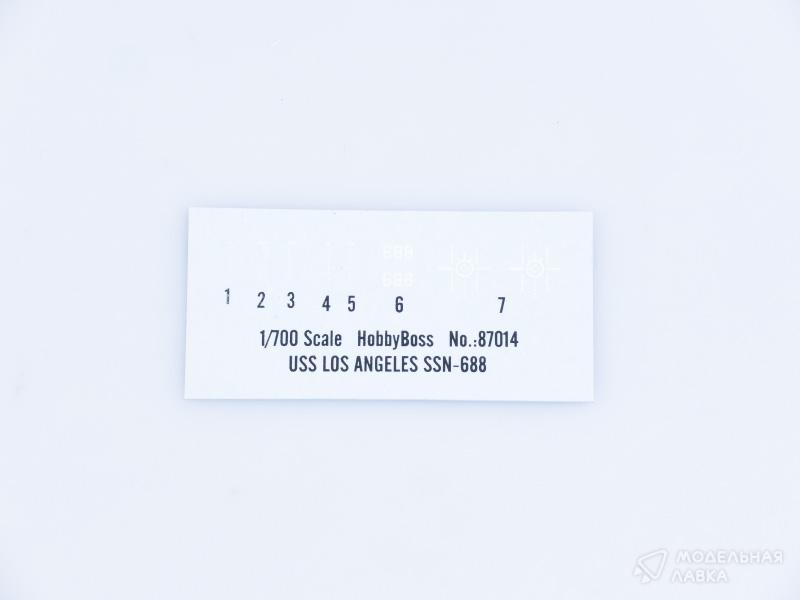 688
688
1 2 3 4 5 6 7
1/700 Scale HobbyBoss No.:87014
USS LOS ANGELES SSN-688
МОДЕЛЬНАЯ
ЛАВКА